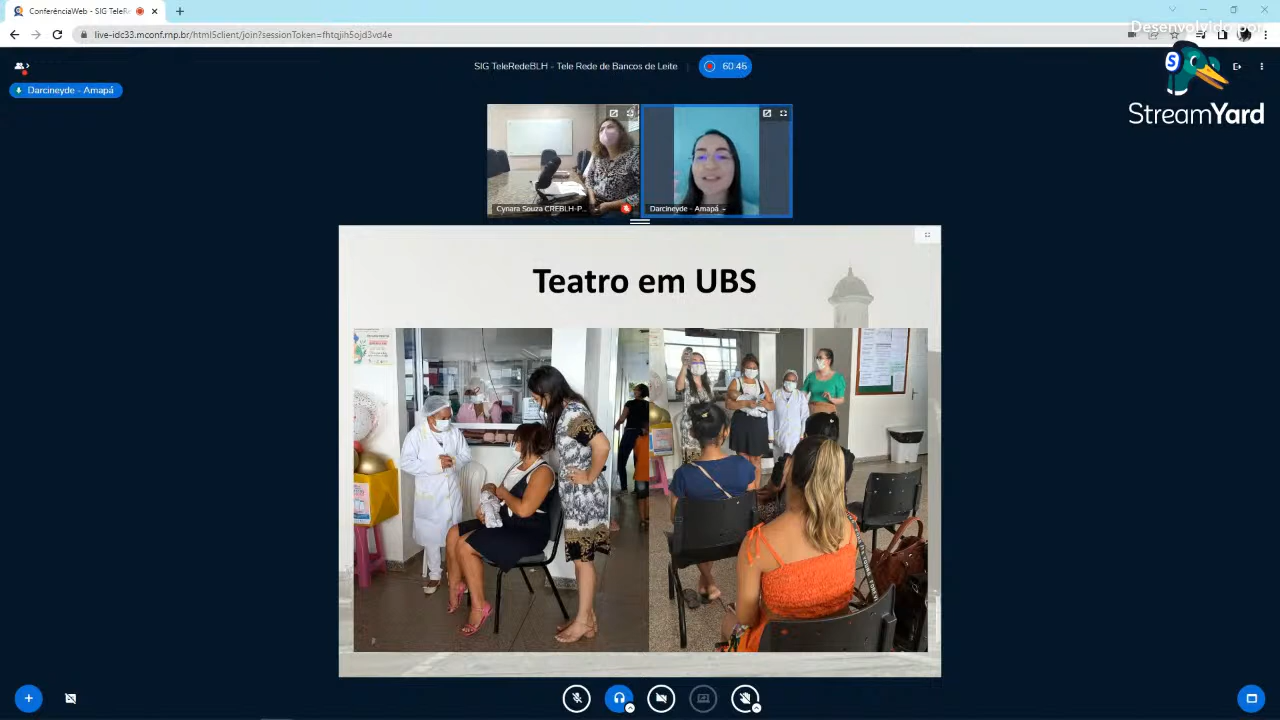 ConferênciaWeb - SIG TeleR
live-idc33.mconf.rnp.br/html5client/join?sessionToken=fhtqjih5ojd3vd4e
Desenvolvido por
StreamYard
SIG TeleRedeBLH - Tele Rede de Bancos de Leite
60:45
Darcineyde - Amapá
Cynara Souza CREBLH-P...
Darcineyde - Amapá
Teatro em UBS